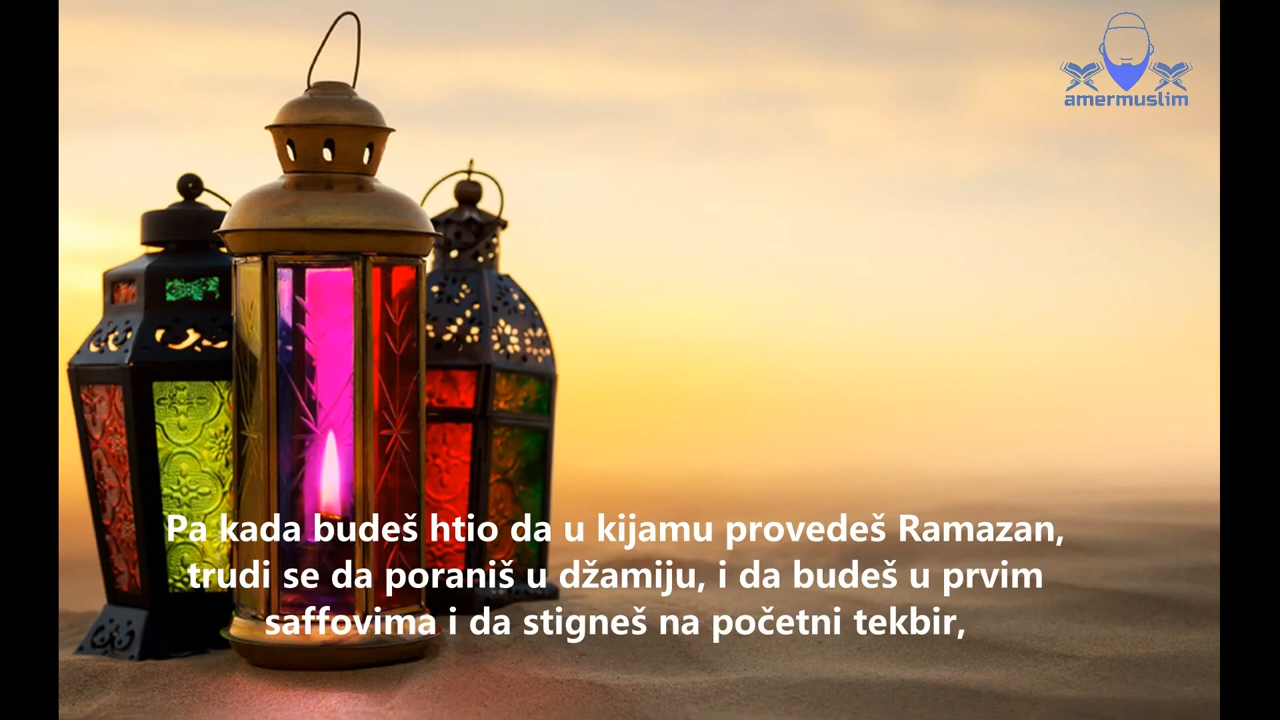 amermuslim
Pa kada budeš htio da u kijamu provedeš Ramazan,
trudi se da poraniš u džamiju, i da budeš u prvim
saffovima i da stigneš na početni tekbir,